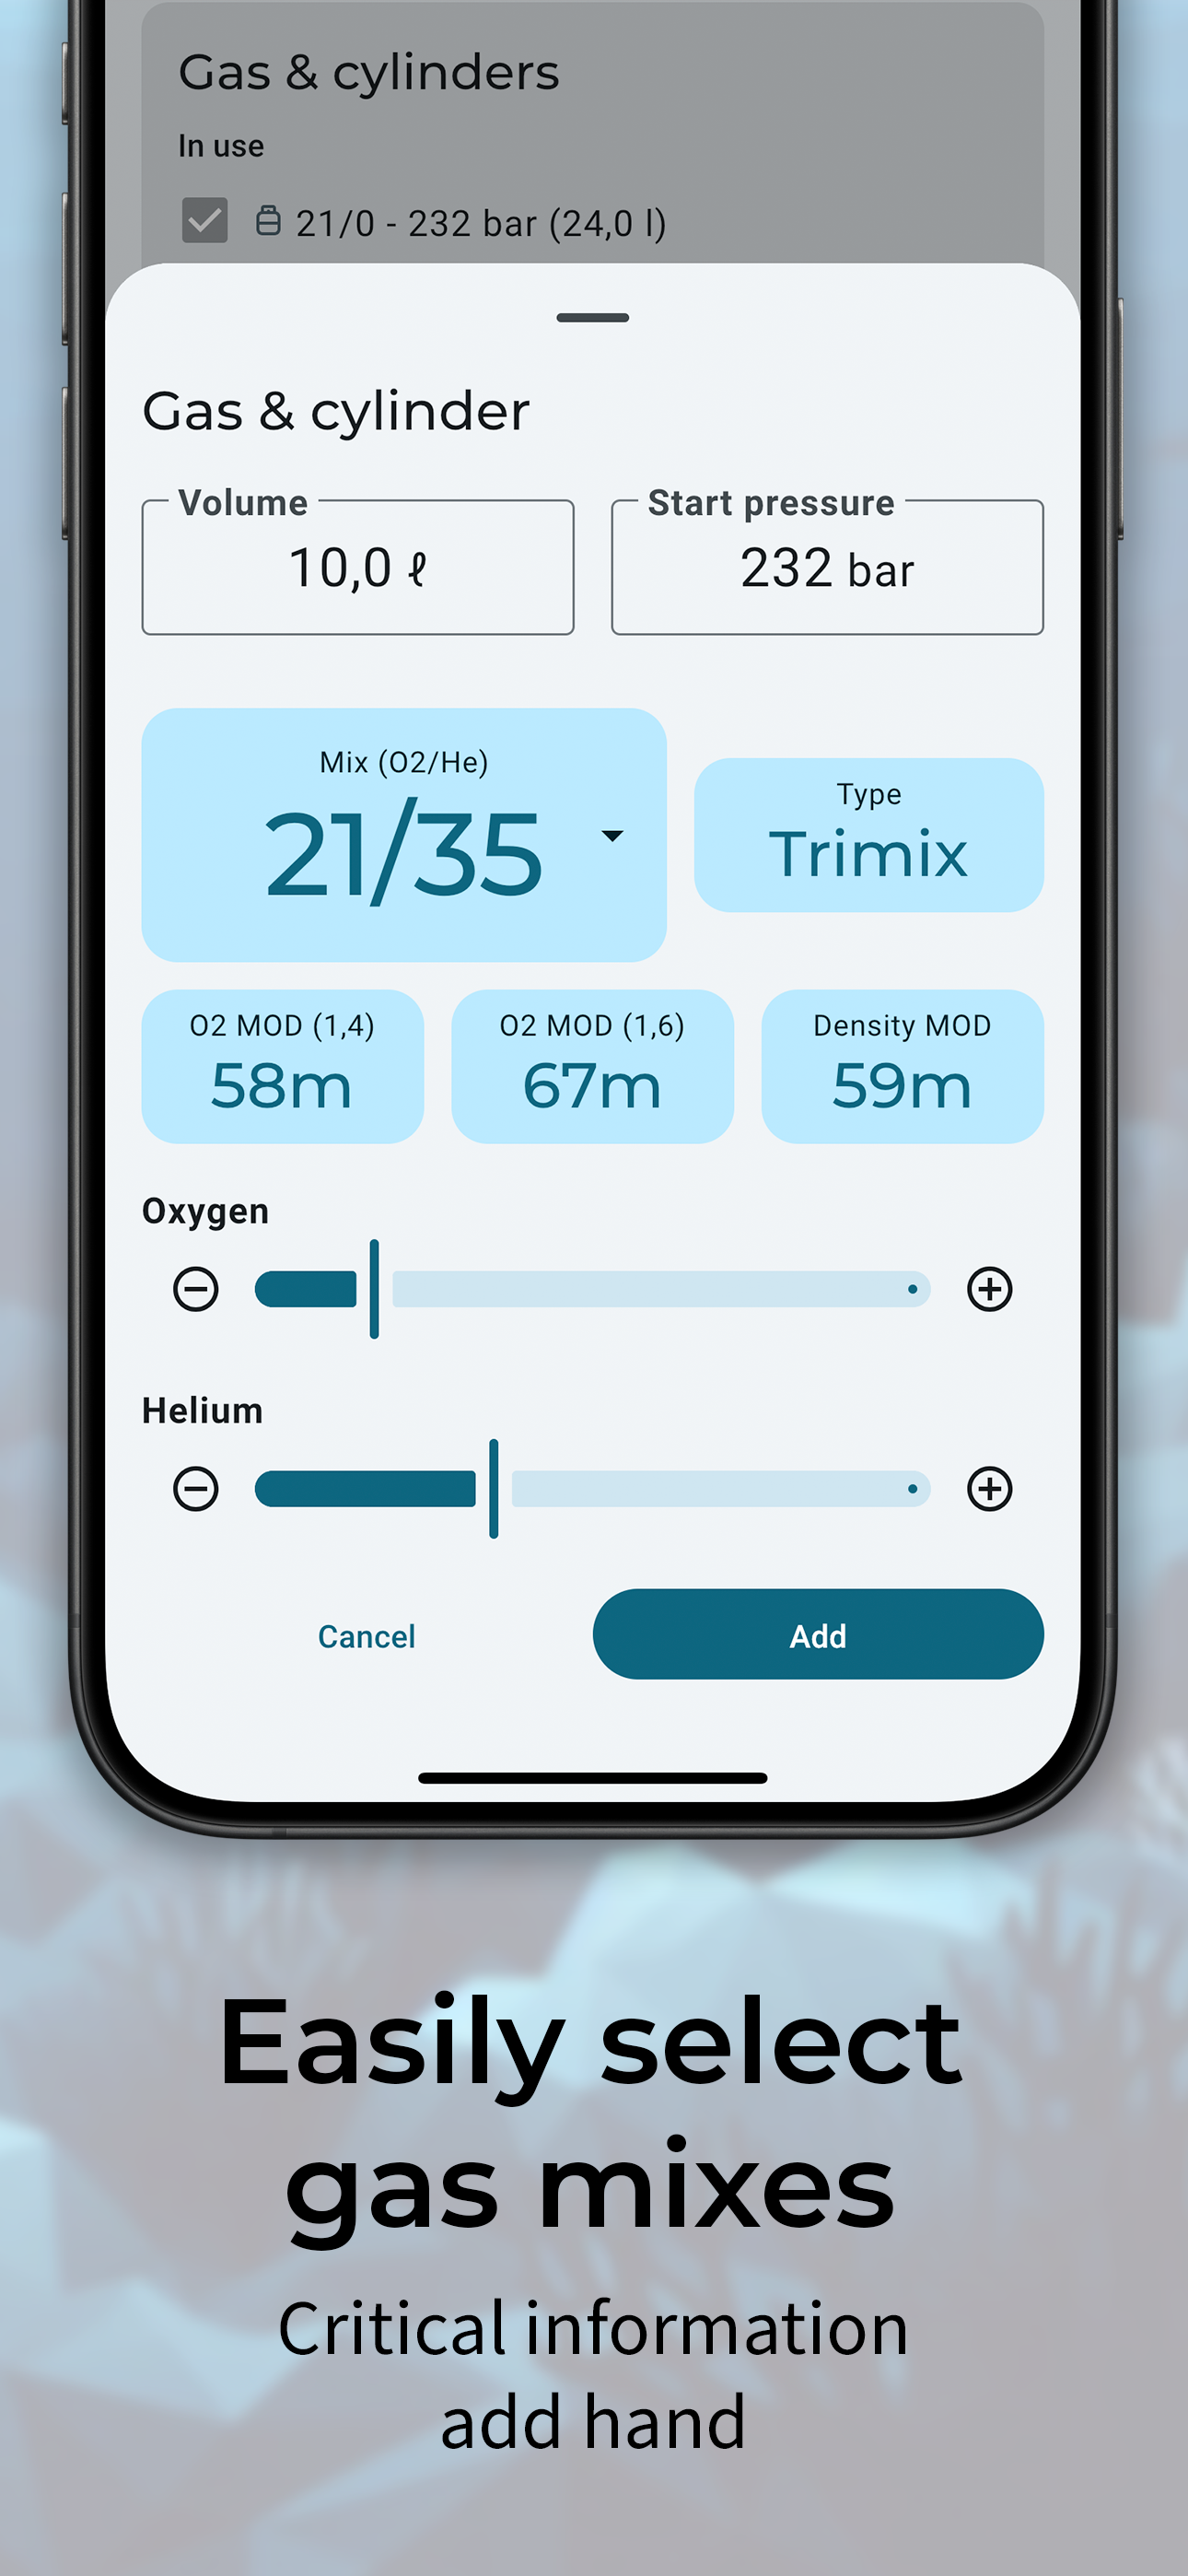 Gas & cylinders
In use
21/0 - 232 bar (24,0 l)
Gas & cylinder
Volume
10,0 ℓ
Start pressure
232 bar
Mix (O2/He)
21/35
Type
Trimix
O2 MOD (1,4)
58m
O2 MOD (1,6)
67m
Density MOD
59m
Oxygen
Helium
Cancel
Add
Easily select
gas mixes
Critical information
add hand